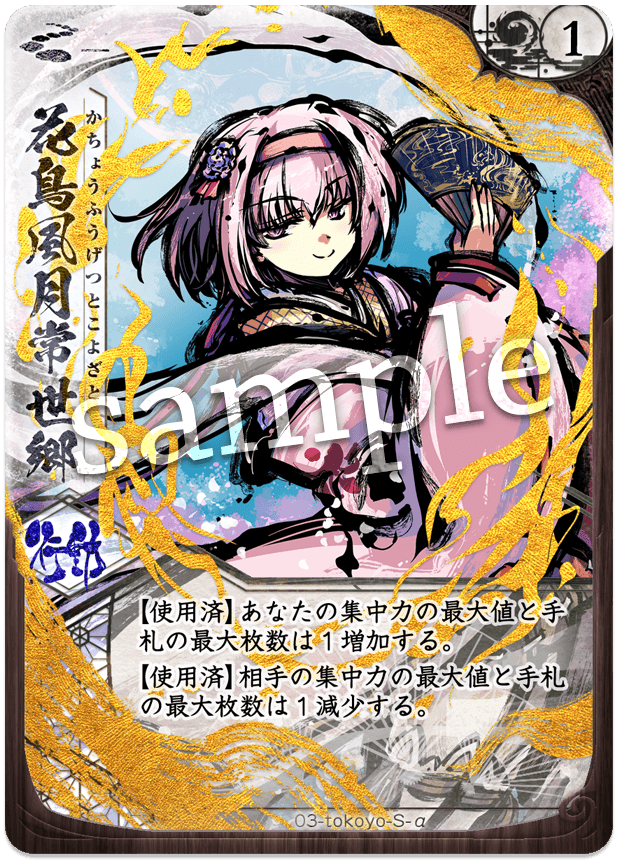 1
花鳥風月常世郷
かちょうふうげつとこよざと
sample
行動
【使用済】あなたの集中力の最大値と手
札の最大枚数は1増加する。
【使用済】相手の集中力の最大値と手札
の最大枚数は1減少する。
03-tokoyo-S-α